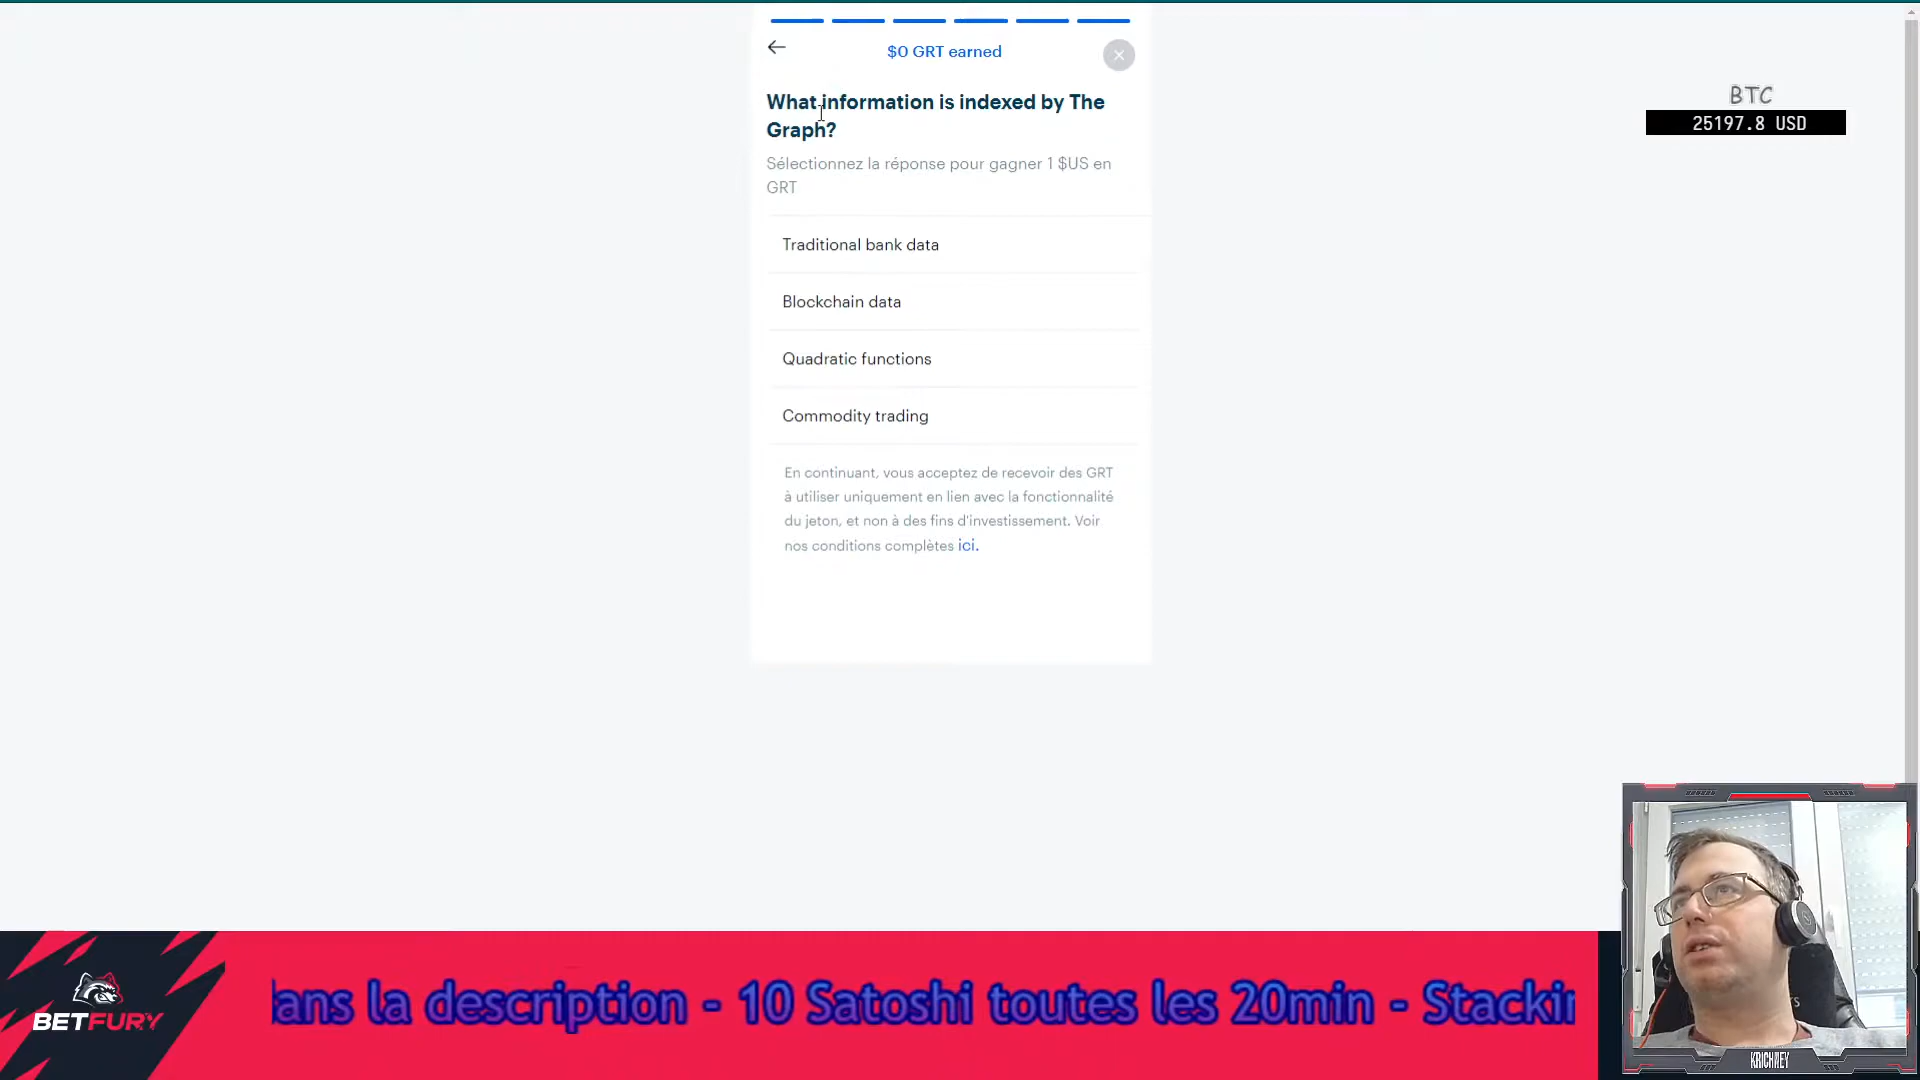 $0 GRT earned
What information is indexed by The
Graph?
Sélectionnez la réponse pour gagner 1 $US en
GRT
Traditional bank data
Blockchain data
Quadratic functions
Commodity trading
En continuant, vous acceptez de recevoir des GRT
à utiliser uniquement en lien avec la fonctionnalité
du jeton, et non à des fins d'investissement. Voir
nos conditions complètes ici.
BTC
25197.8 USD
BETFURY
ans la description - 10 Satoshi toutes les 20min - Stackin
KRICHMEY